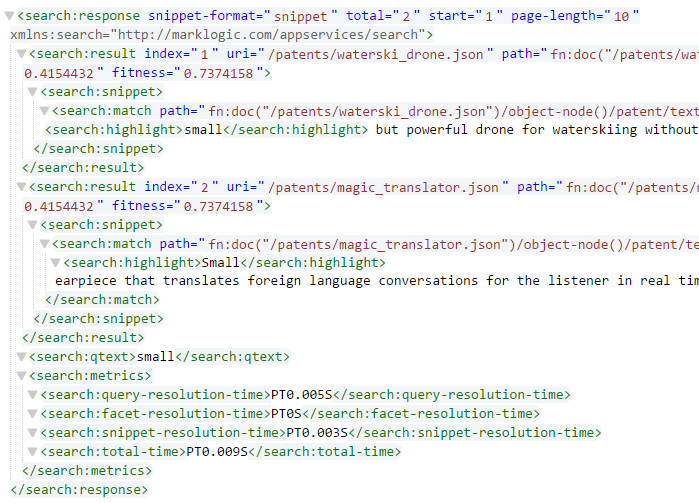 <search:response snippet-format="snippet" total="2" start="1" page-length="10"
xmlns:search="http://marklogic.com/appservices/search">
<search:result index="1" uri="/patents/waterski_drone.json" path="fn:doc("/patents/wa
0.4154432" fitness="0.7374158">
<search:snippet>
<search:match path="fn:doc("/patents/waterski_drone.json")/object-node()/patent/text
<search:highlight>small</search:highlight> but powerful drone for waterskiing without
</search:snippet>
</search:result>
<search:result index="2" uri="/patents/magic_translator.json" path="fn:doc("/patents/m
0.4154432" fitness="0.7374158">
<search:snippet>
<search:match path="fn:doc("/patents/magic_translator.json")/object-node()/patent/te
<search:highlight>Small</search:highlight>
earpiece that translates foreign language conversations for the listener in real tim
</search:match>
</search:snippet>
</search:result>
<search:qtext>small</search:qtext>
<search:metrics>
<search:query-resolution-time>PT0.005S</search:query-resolution-time>
<search:facet-resolution-time>PT0S</search:facet-resolution-time>
<search:snippet-resolution-time>PT0.003S</search:snippet-resolution-time>
<search:total-time>PT0.009S</search:total-time>
</search:metrics>
</search:response>